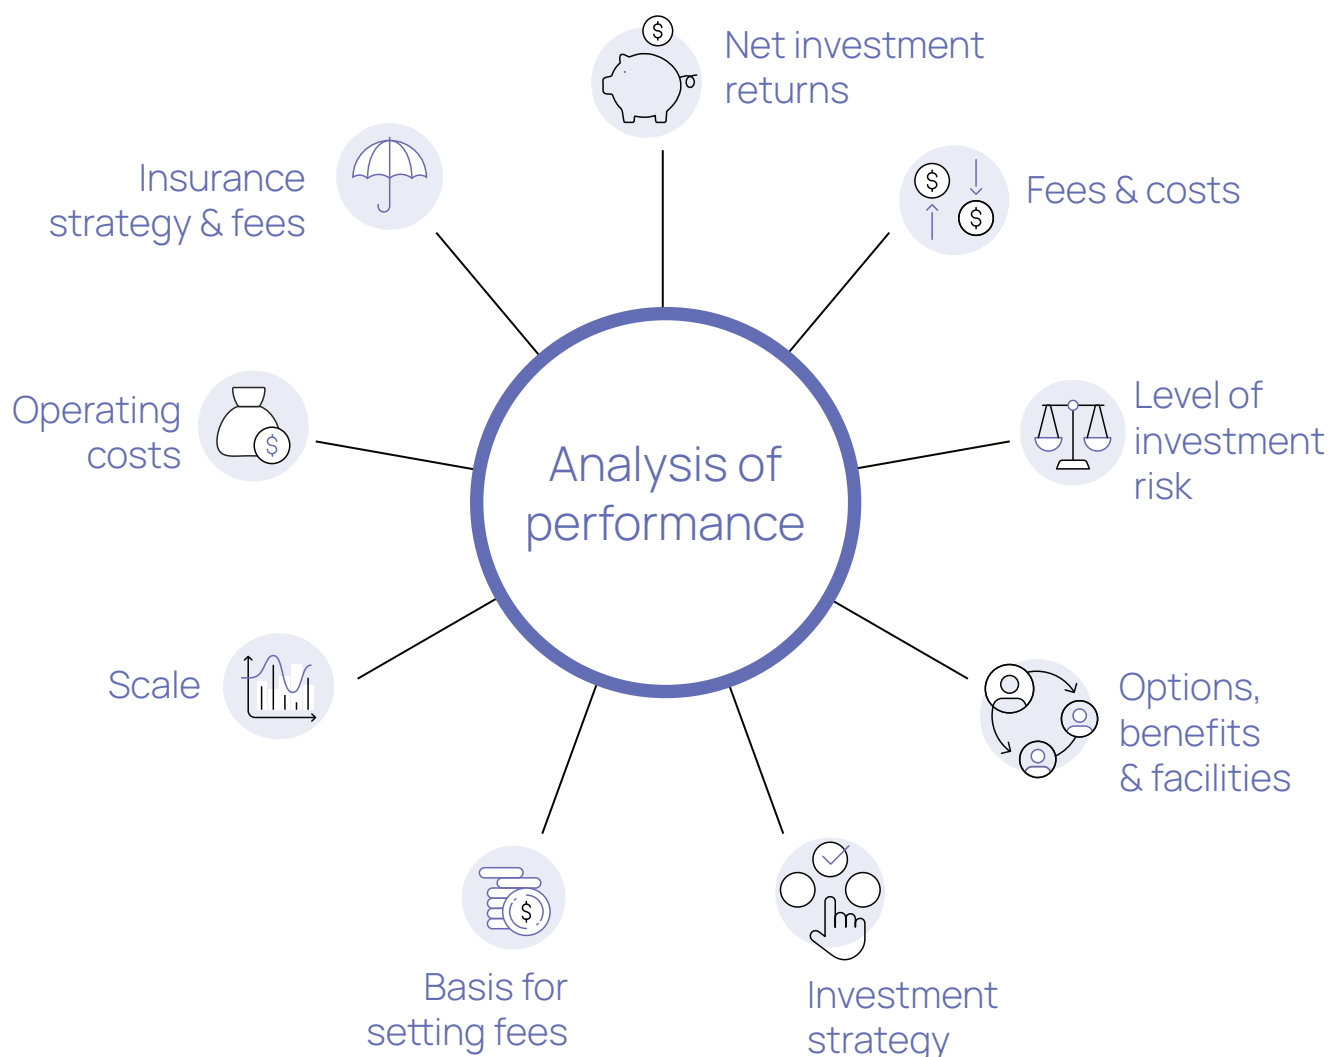 Net investment
returns
Fees & costs
Level of
investment
risk
Options,
benefits
& facilities
Investment
strategy
Basis for
setting fees
Scale
Operating
costs
Insurance
strategy & fees
Analysis of
performance
$
$
$
$
$